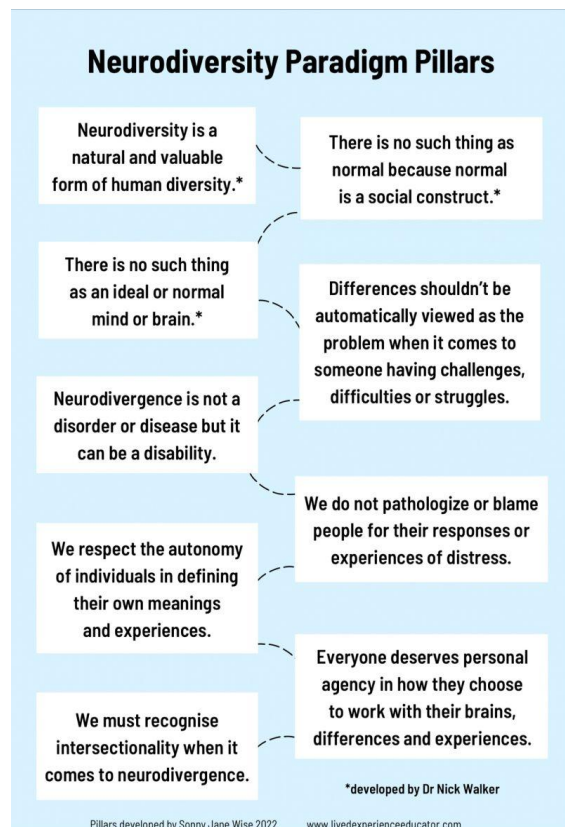 Neurodiversity Paradigm Pillars
Neurodiversity is a
natural and valuable
form of human diversity.*
There is no such thing as
normal because normal
is a social construct.*
There is no such thing
as an ideal or normal
mind or brain.*
Differences shouldn't be
automatically viewed as the
problem when it comes to
someone having challenges,
difficulties or struggles.
Neurodivergence is not a
disorder or disease but it
can be a disability.
We do not pathologize or blame
people for their responses or
experiences of distress.
We respect the autonomy
of individuals in defining
their own meanings
and experiences.
Everyone deserves personal
agency in how they choose
to work with their brains,
differences and experiences.
We must recognise
intersectionality when it
comes to neurodivergence.
*developed by Dr Nick Walker
Pillars developed by Sonny Jane Wise 2022 www.livedexperienceeducator.com